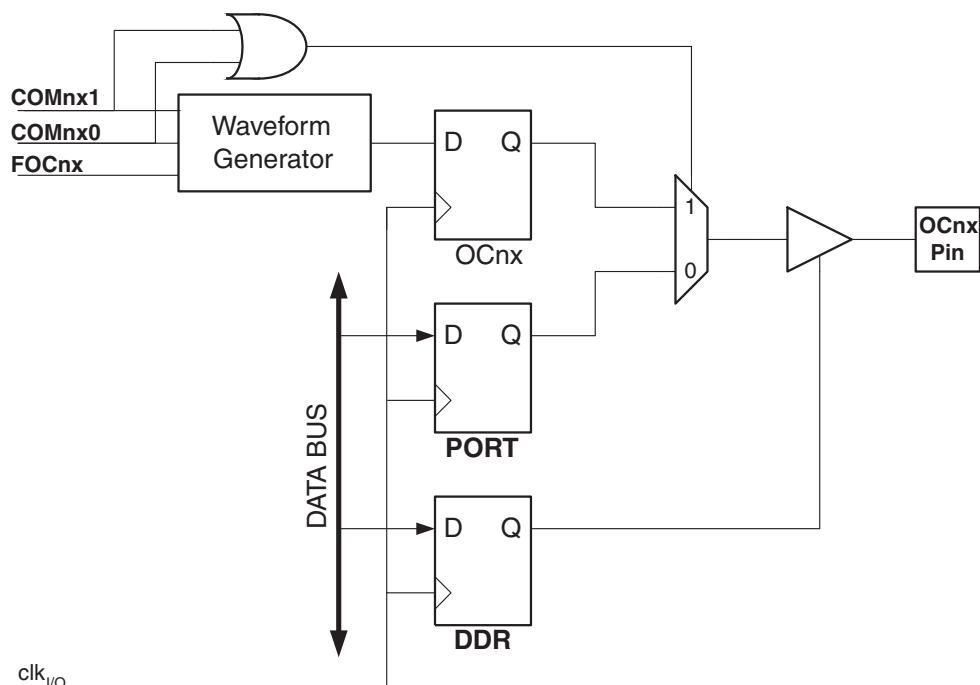 COMnx1
COMnx0
FOCnx
Waveform
Generator
D Q
OCnx
1
0
OCnx
Pin
DATA BUS
D Q
PORT
D Q
DDR
clkI/O